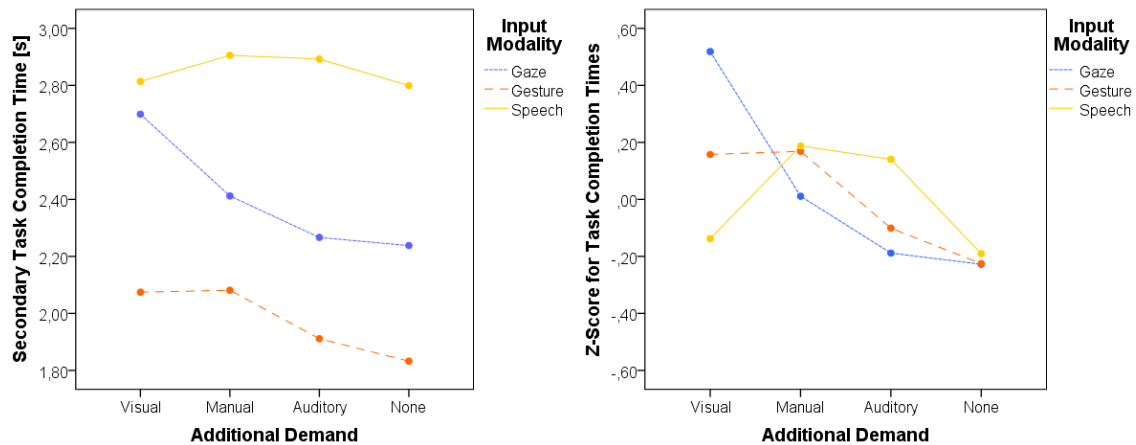 Secondary Task Completion Time [s]
3,00
2,80
2,60
2,40
2,20
2,00
1,80
Visual Manual Auditory None
Additional Demand
Input
Modality
Gaze
Gesture
Speech
Z-Score for Task Completion Times
,60
,40
,20
,00
-,20
-,40
-,60
Visual Manual Auditory None
Additional Demand
Input
Modality
Gaze
Gesture
Speech